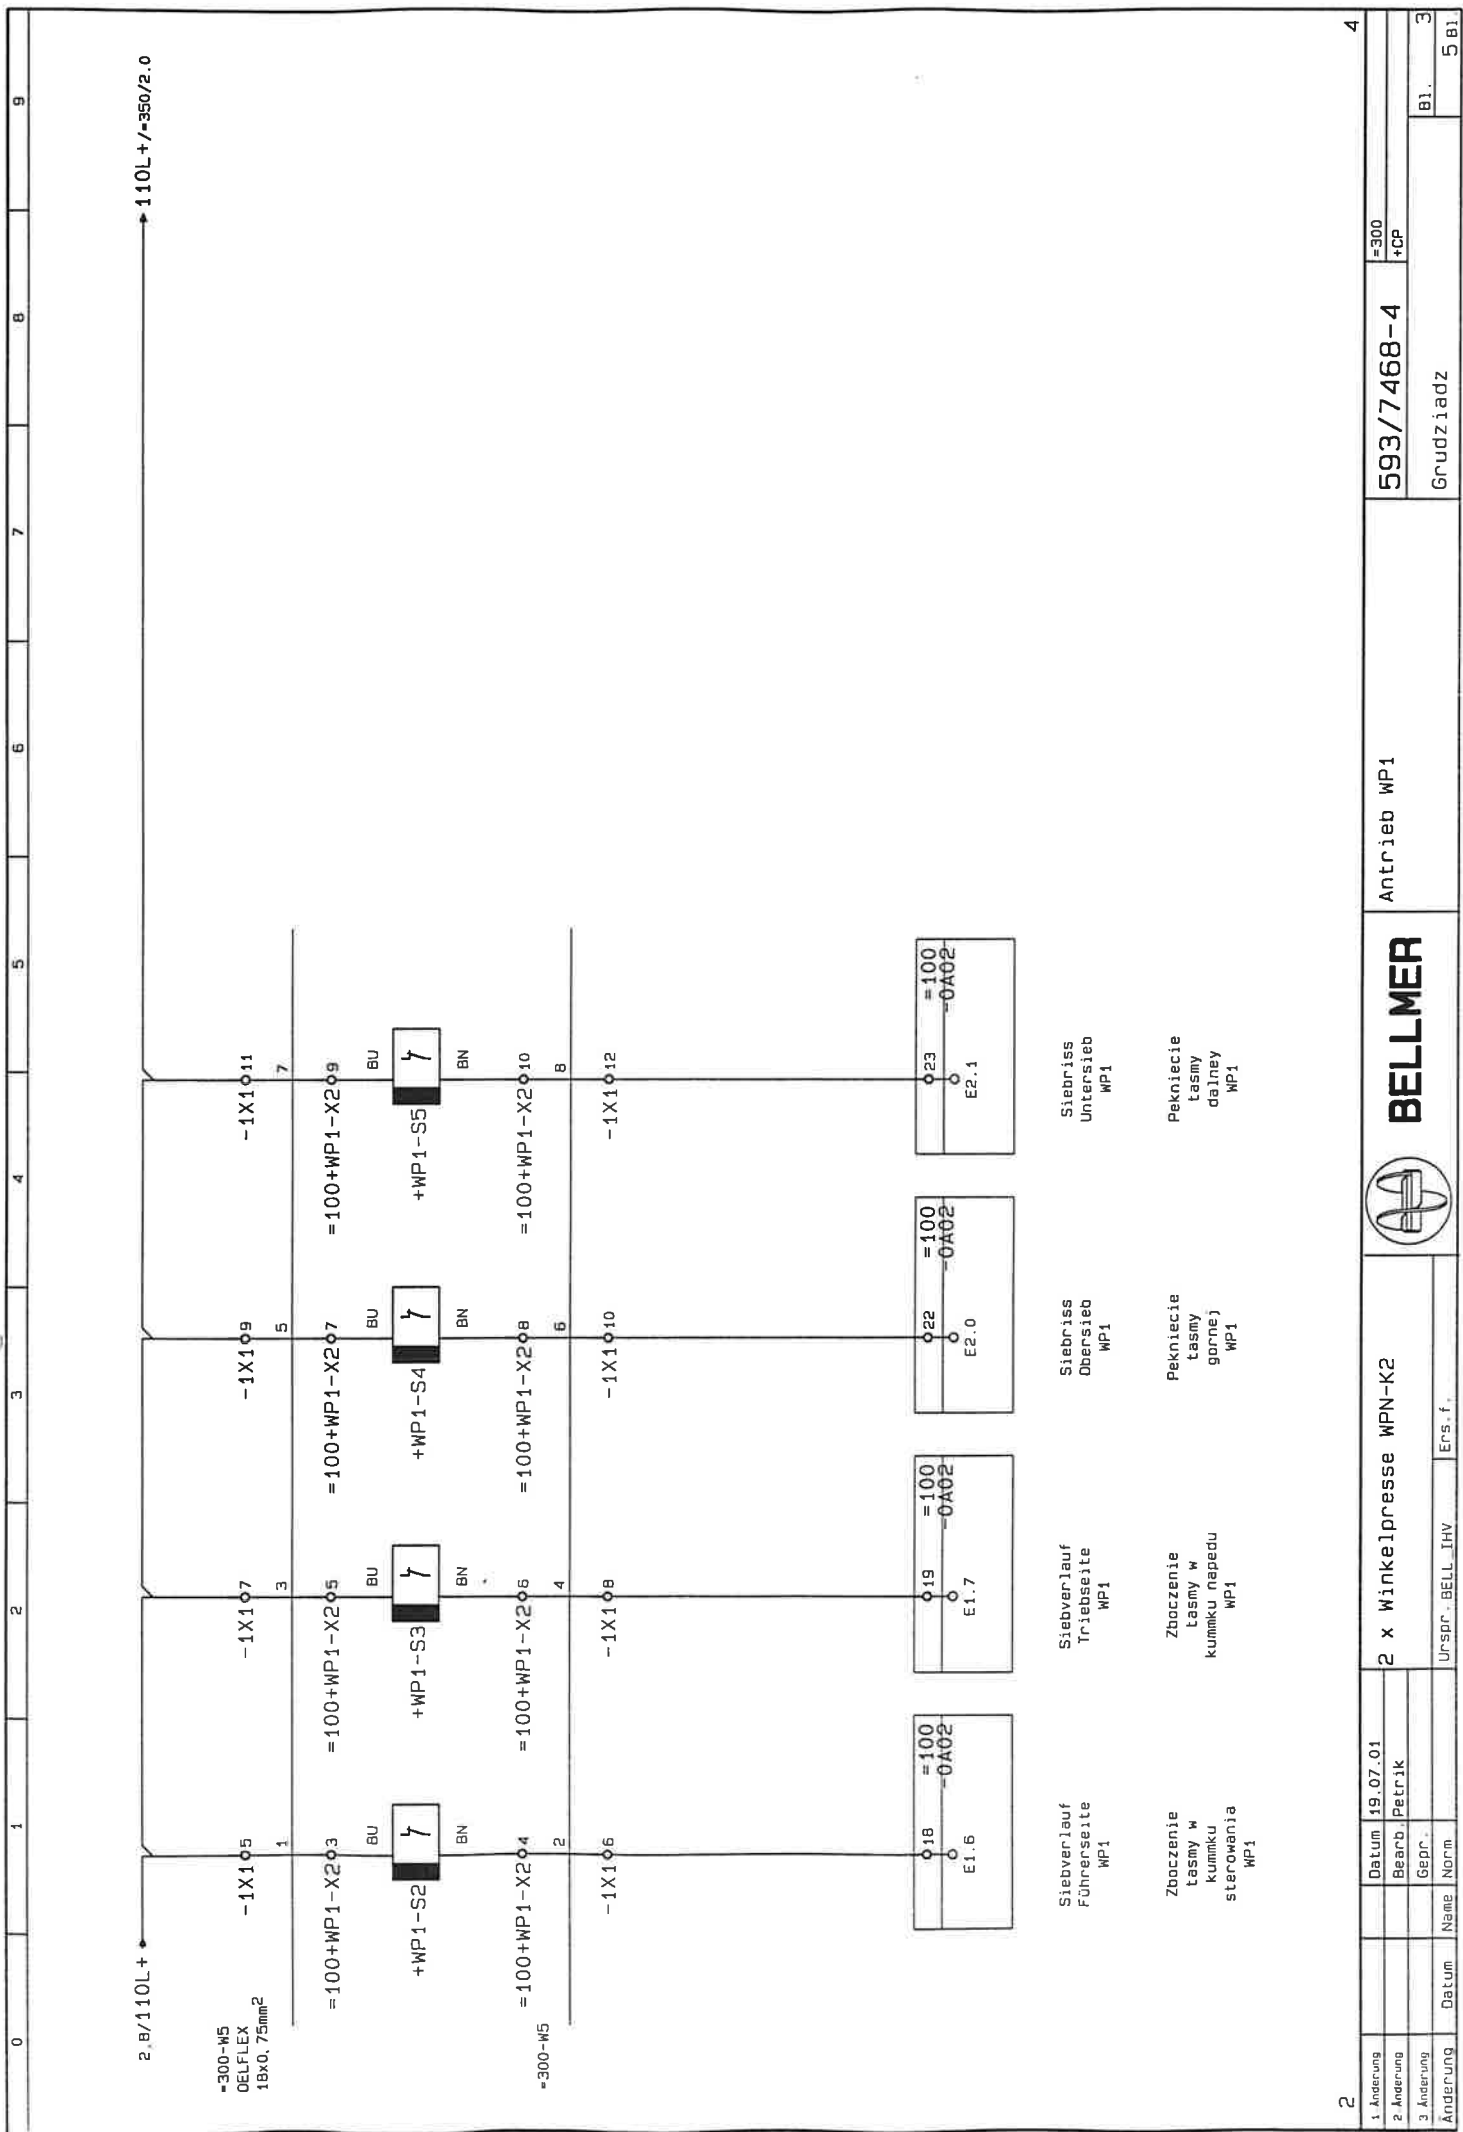 0 1 2 3 4 5 6 7 8 9
2.8/110L+
110L+/=350/2.0
=300-W5
OELFLEX
18x0,75mm²
-1X1 5
-1X1 7
-1X1 9
-1X1 11
1
3
5
7
=100+WP1-X2 3
=100+WP1-X2 5
=100+WP1-X2 7
=100+WP1-X2 9
BU
BU
BU
BU
+WP1-S2
+WP1-S3
+WP1-S4
+WP1-S5
BN
BN
BN
BN
=100+WP1-X2 4
=100+WP1-X2 6
=100+WP1-X2 8
=100+WP1-X2 10
=300-W5
2
4
6
8
-1X1 6
-1X1 8
-1X1 10
-1X1 12
18 =100
-0A02
E1.6
19 =100
-0A02
E1.7
22 =100
-0A02
E2.0
23 =100
-0A02
E2.1
Siebverlauf
Führerseite
WP1
Siebverlauf
Triebseite
WP1
Siebriss
Obersieb
WP1
Siebriss
Untersieb
WP1
Zboczenie
tasmy w
kummku
sterowania
WP1
Zboczenie
tasmy w
kummku napedu
WP1
Pekniecie
tasmy
gornej
WP1
Pekniecie
tasmy
dalney
WP1
2
4
1 Änderung
2 Änderung
3 Änderung
Änderung Datum Name
Datum 19.07.01
Bearb. Petrik
Gepr.
Norm
2 x Winkelpresse WPN-K2
Urspr. BELL_IHV Ers.f.
BELLMER
Antrieb WP1
593/7468-4
=300
+CP
Grudziadz
Bl. 3
5 Bl.